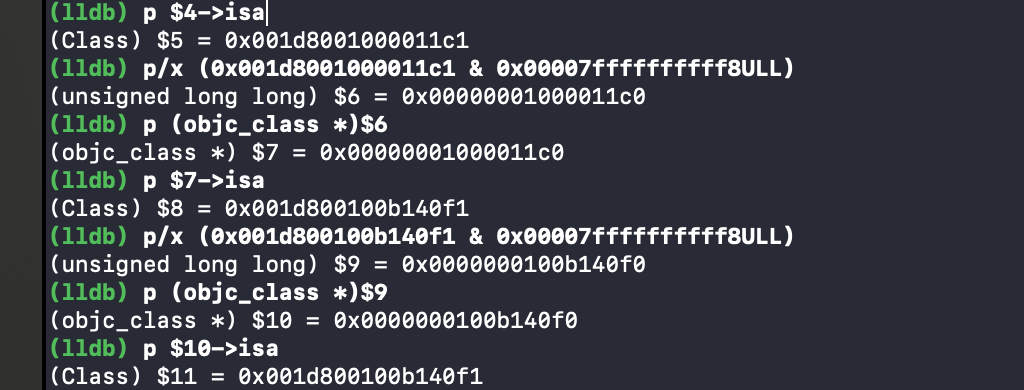 (lldb) p $4->isa
(Class) $5 = 0x001d8001000011c1
(lldb) p/x (0x001d8001000011c1 & 0x00007ffffffffff8ULL)
(unsigned long long) $6 = 0x00000001000011c0
(lldb) p (objc_class *)$6
(objc_class *) $7 = 0x00000001000011c0
(lldb) p $7->isa
(Class) $8 = 0x001d800100b140f1
(lldb) p/x (0x001d800100b140f1 & 0x00007ffffffffff8ULL)
(unsigned long long) $9 = 0x0000000100b140f0
(lldb) p (objc_class *)$9
(objc_class *) $10 = 0x0000000100b140f0
(lldb) p $10->isa
(Class) $11 = 0x001d800100b140f1